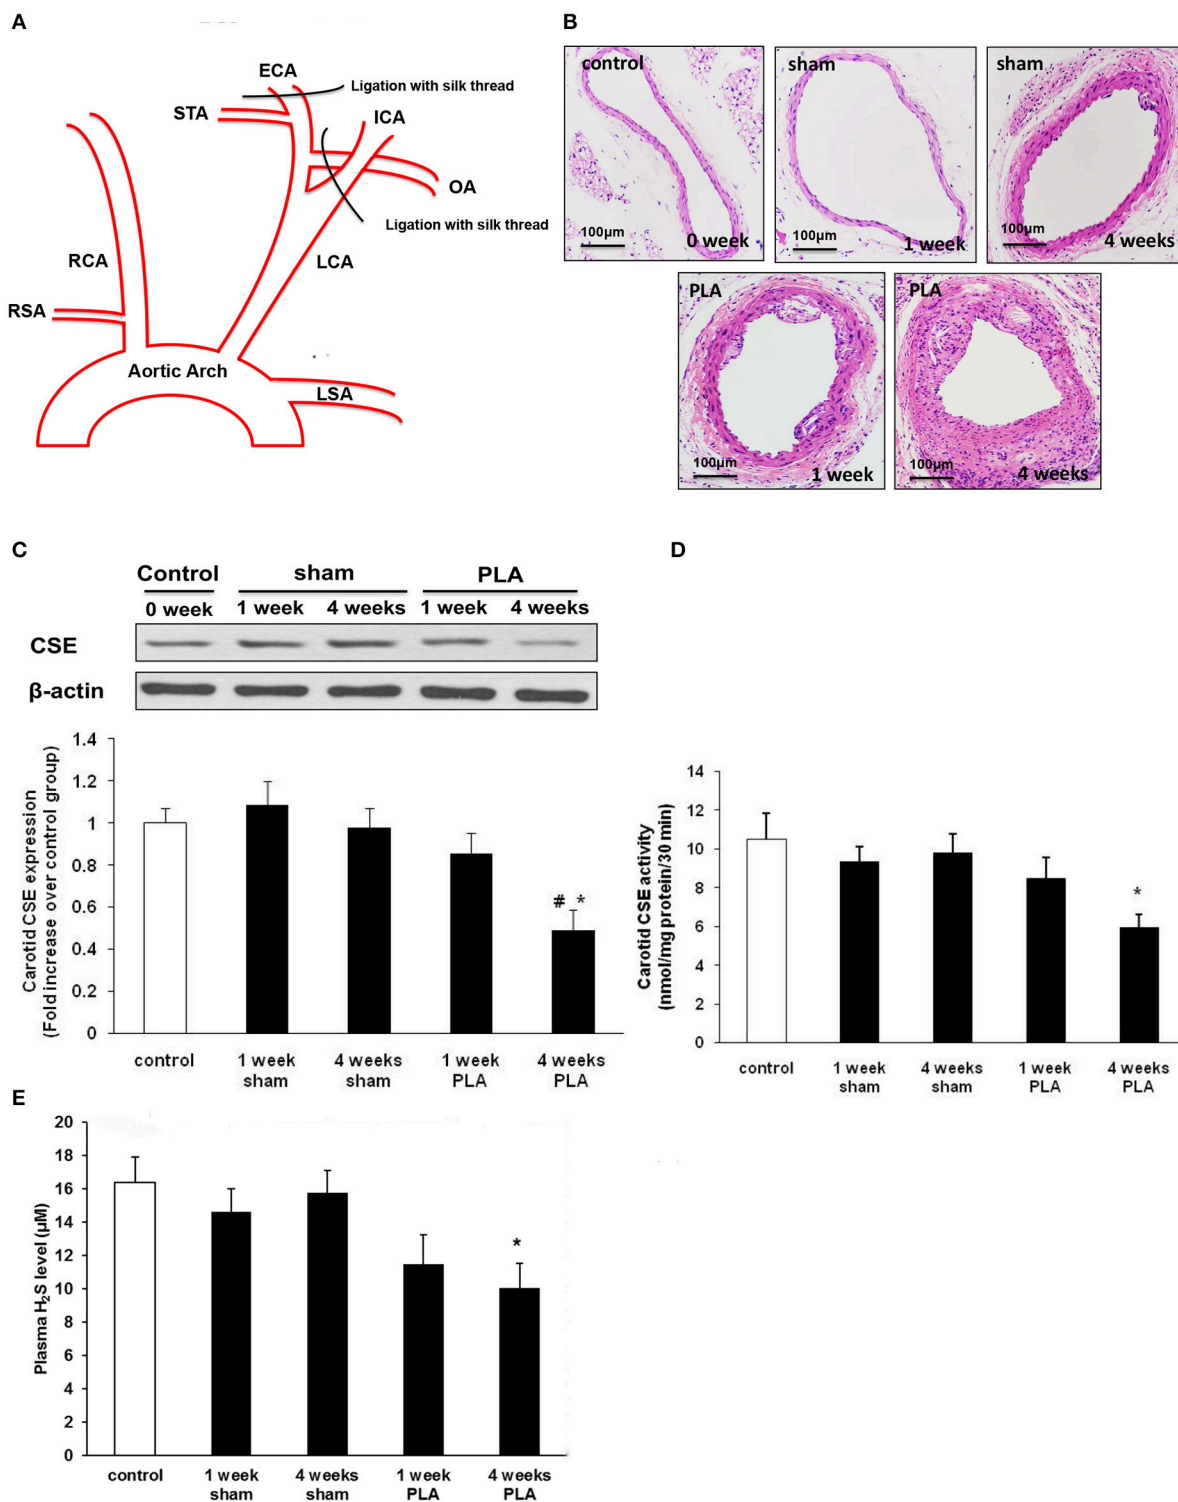 A
ECA
Ligation with silk thread
STA
ICA
OA
Ligation with silk thread
RCA
LCA
RSA
Aortic Arch
LSA
B
control
100µm
0 week
sham
100µm
1 week
sham
100µm
4 weeks
PLA
100µm
1 week
PLA
100µm
4 weeks
C
Control sham PLA
0 week 1 week 4 weeks 1 week 4 weeks
CSE
β-actin
Carotid CSE expression
(Fold increase over control group)
1.4
1.2
1
0.8
0.6
0.4
0.2
0
# *
control 1 week 4 weeks 1 week 4 weeks
sham sham PLA PLA
D
Carotid CSE activity
(nmol/mg protein/30 min)
14
12
10
8
6
4
2
0
*
control 1 week 4 weeks 1 week 4 weeks
sham sham PLA PLA
E
Plasma H₂S level (µM)
20
18
16
14
12
10
8
6
4
2
0
*
control 1 week 4 weeks 1 week 4 weeks
sham sham PLA PLA